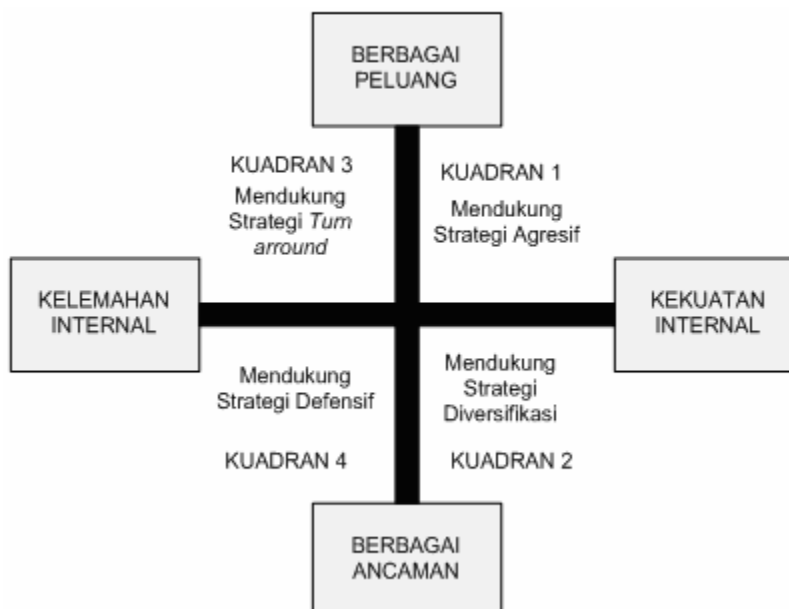 BERBAGAI
PELUANG
KUADRAN 3
Mendukung
Strategi Turn
arround
KUADRAN 1
Mendukung
Strategi Agresif
KELEMAHAN
INTERNAL
KEKUATAN
INTERNAL
Mendukung
Strategi Defensif
KUADRAN 4
Mendukung
Strategi
Diversifikasi
KUADRAN 2
BERBAGAI
ANCAMAN